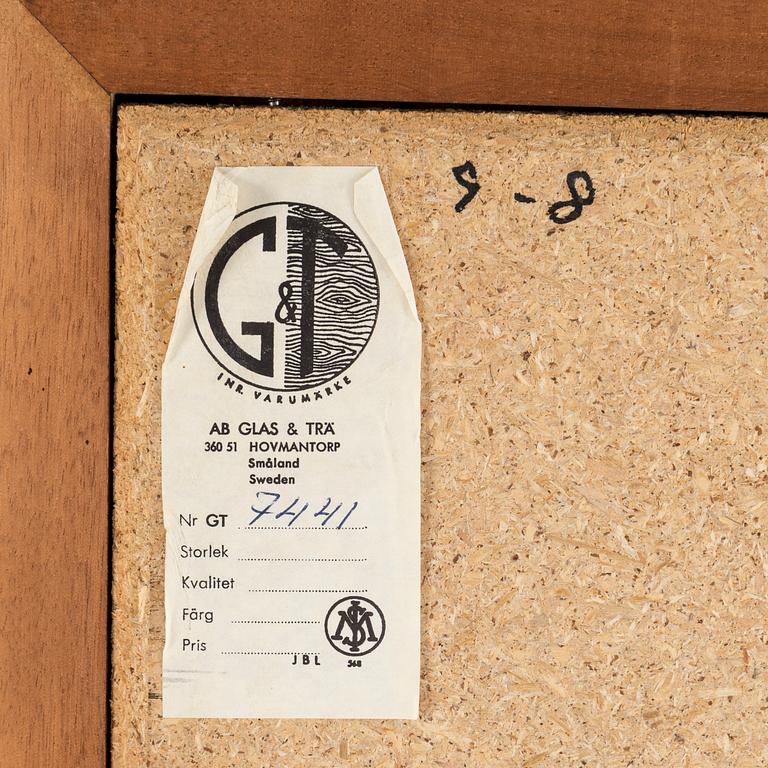 5-8
G&T
INR. VARUMÄRKE
AB GLAS & TRÄ
360 51 HOVMANTORP
Småland
Sweden
Nr GT 7441
Storlek
Kvalitet
Färg
Pris
JBL
568